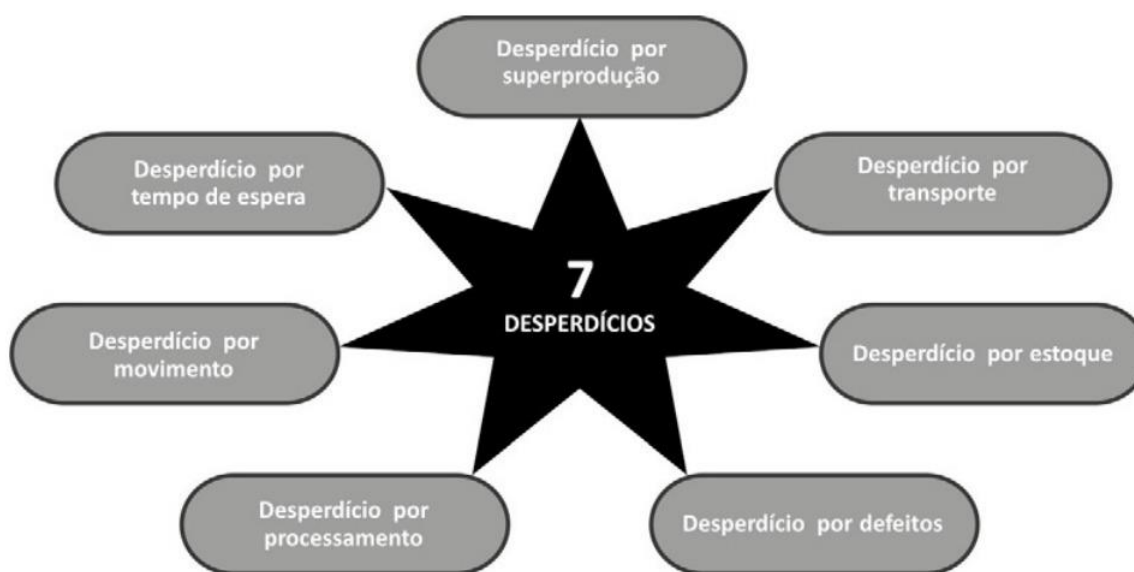 Desperdício por
superprodução
Desperdício por
tempo de espera
Desperdício por
transporte
7
DESPERDÍCIOS
Desperdício por
movimento
Desperdício por estoque
Desperdício por
processamento
Desperdício por defeitos